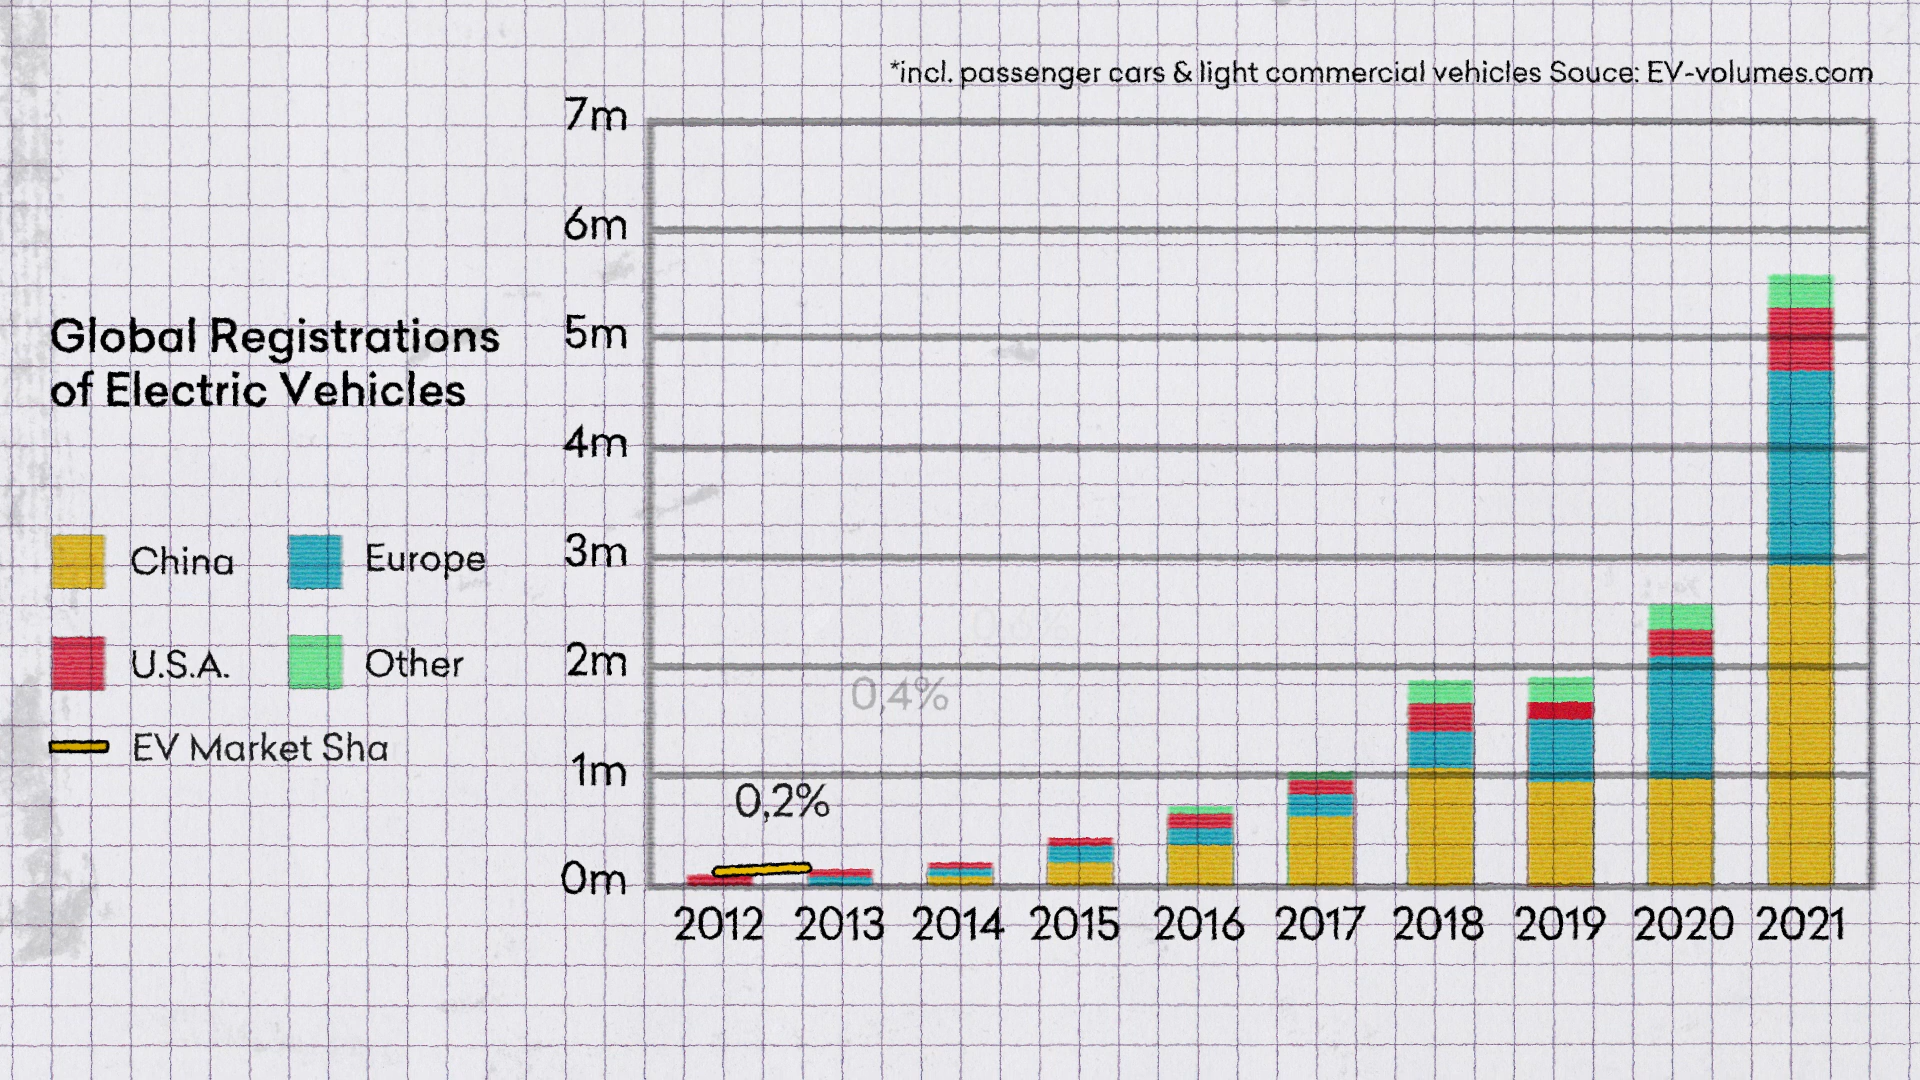 *incl. passenger cars & light commercial vehicles Souce: EV-volumes.com
Global Registrations
of Electric Vehicles
China
Europe
U.S.A.
Other
EV Market Sha
7m
6m
5m
4m
3m
2m
1m
0m
0,2%
0,4%
0,6%
2012 2013 2014 2015 2016 2017 2018 2019 2020 2021